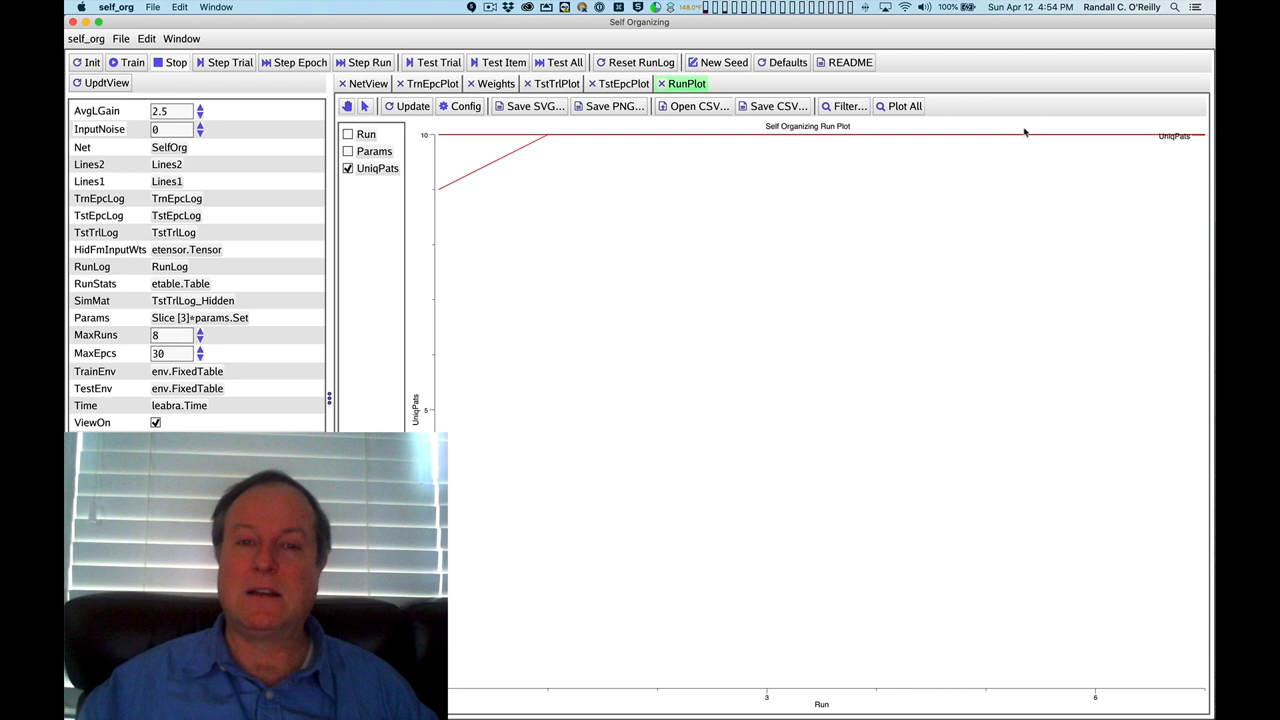 self_org File Edit Window 148.0°F 100% Sun Apr 12 4:54 PM Randall C. O'Reilly
Self Organizing
self_org File Edit Window
Init Train Stop Step Trial Step Epoch Step Run Test Trial Test Item Test All Reset RunLog New Seed Defaults README
UpdtView
NetView TrnEpcPlot Weights TstTrlPlot TstEpcPlot RunPlot
Update Config Save SVG... Save PNG... Open CSV... Save CSV... Filter... Plot All
AvgLGain 2.5
InputNoise 0
Net SelfOrg
Lines2 Lines2
Lines1 Lines1
TrnEpcLog TrnEpcLog
TstEpcLog TstEpcLog
TstTrlLog TstTrlLog
HidFmInputWts etensor.Tensor
RunLog RunLog
RunStats etable.Table
SimMat TstTrlLog_Hidden
Params Slice [3]*params.Set
MaxRuns 8
MaxEpcs 30
TrainEnv env.FixedTable
TestEnv env.FixedTable
Time leabra.Time
ViewOn
Run
Params
UniqPats
Self Organizing Run Plot
10
UniqPats
5
UniqPats
3
6
Run